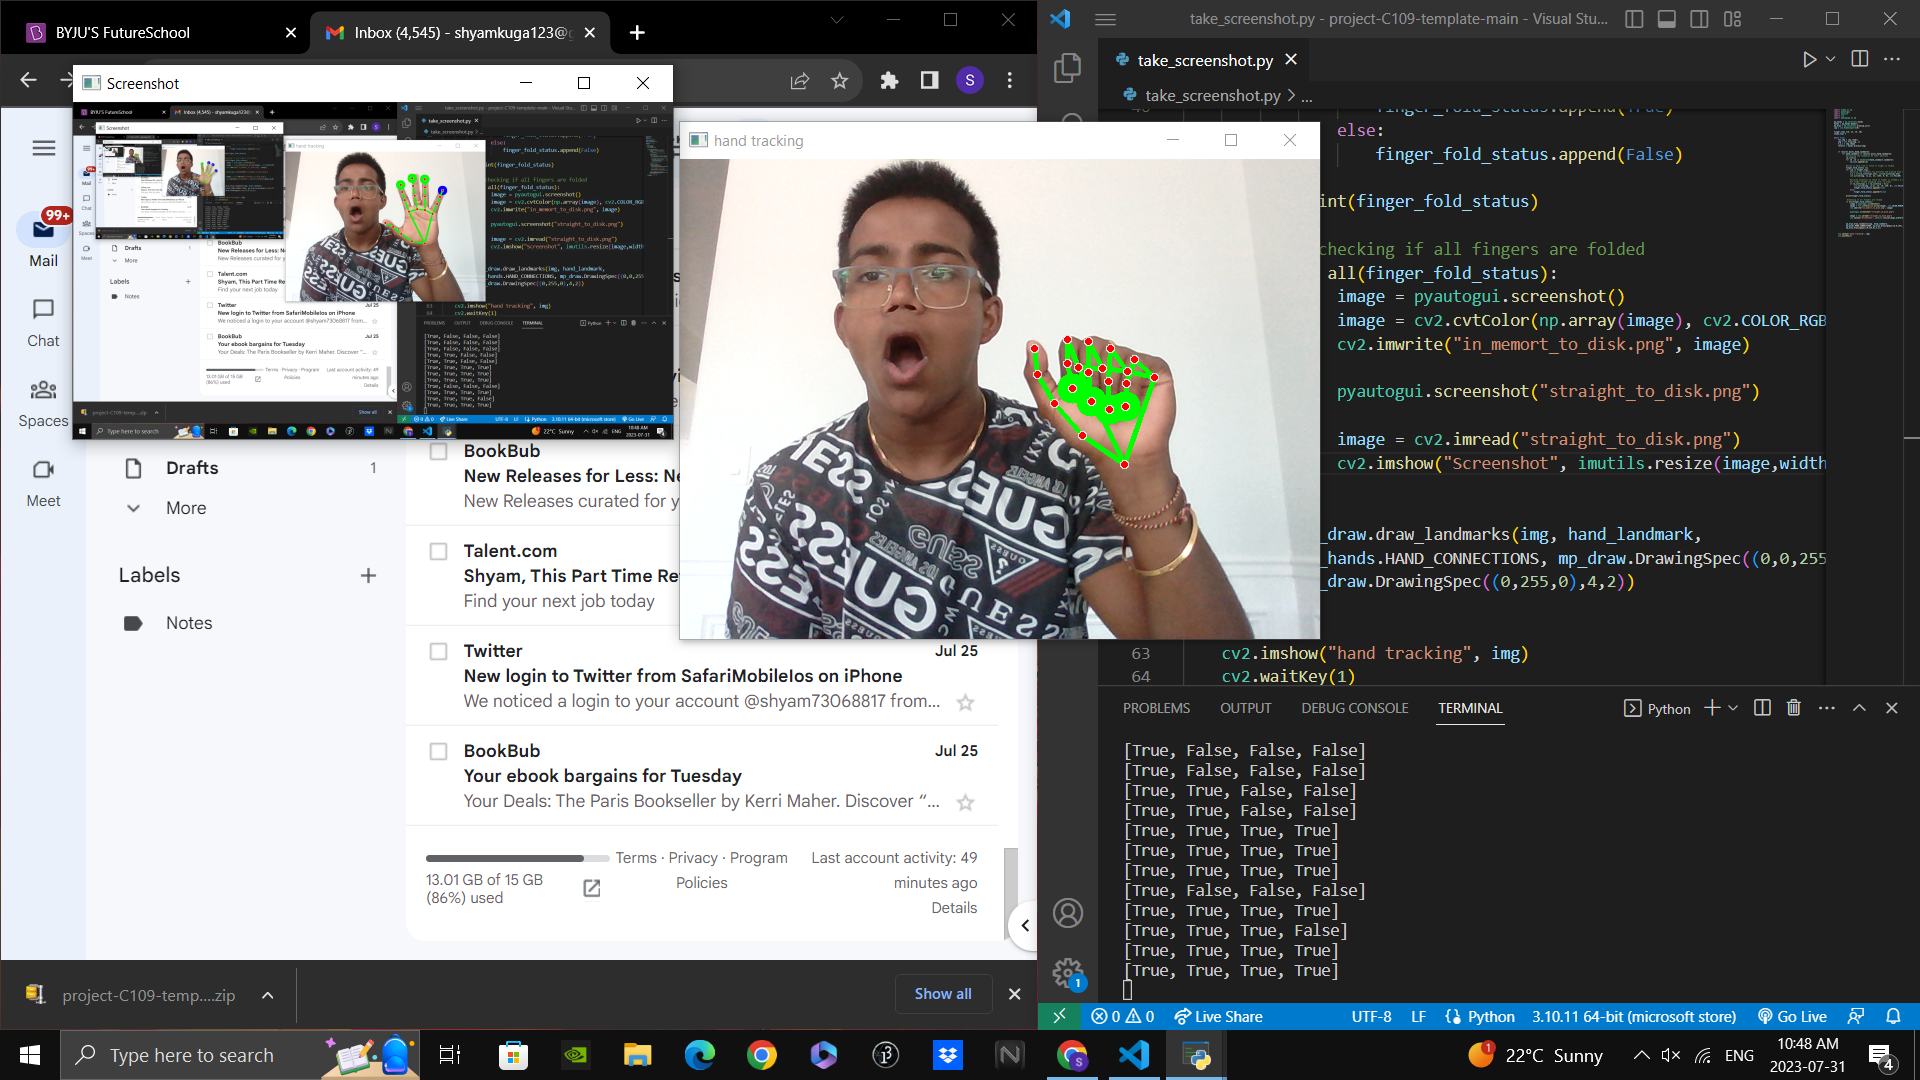 BYJU'S FutureSchool
Inbox (4,545) - shyamkuga123@g
Screenshot
99+
Mail
Chat
Spaces
Meet
Drafts 1
More
Labels
Notes
BookBub
New Releases for Less: Ne
New Releases curated for y
Talent.com
Shyam, This Part Time Re
Find your next job today
Twitter Jul 25
New login to Twitter from SafariMobileIos on iPhone
We noticed a login to your account @shyam73068817 from...
BookBub Jul 25
Your ebook bargains for Tuesday
Your Deals: The Paris Bookseller by Kerri Maher. Discover “...
13.01 GB of 15 GB
(86%) used
Terms · Privacy · Program
Policies
Last account activity: 49
minutes ago
Details
project-C109-temp....zip
Show all
hand tracking
GUESS
take_screenshot.py - project-C109-template-main - Visual Stu...
take_screenshot.py
take_screenshot.py > ...
finger_fold_status.append(True)
else:
finger_fold_status.append(False)
int(finger_fold_status)
checking if all fingers are folded
all(finger_fold_status):
image = pyautogui.screenshot()
image = cv2.cvtColor(np.array(image), cv2.COLOR_RGB
cv2.imwrite("in_memort_to_disk.png", image)
pyautogui.screenshot("straight_to_disk.png")
image = cv2.imread("straight_to_disk.png")
cv2.imshow("Screenshot", imutils.resize(image,width
_draw.draw_landmarks(img, hand_landmark,
_hands.HAND_CONNECTIONS, mp_draw.DrawingSpec((0,0,255
_draw.DrawingSpec((0,255,0),4,2))
63 cv2.imshow("hand tracking", img)
64 cv2.waitKey(1)
PROBLEMS OUTPUT DEBUG CONSOLE TERMINAL
Python
[True, False, False, False]
[True, False, False, False]
[True, True, False, False]
[True, True, False, False]
[True, True, True, True]
[True, True, True, True]
[True, True, True, True]
[True, False, False, False]
[True, True, True, True]
[True, True, True, False]
[True, True, True, True]
[True, True, True, True]
1
0 0 Live Share UTF-8 LF Python 3.10.11 64-bit (microsoft store) Go Live
Type here to search
22°C Sunny
ENG
10:48 AM
2023-07-31
4